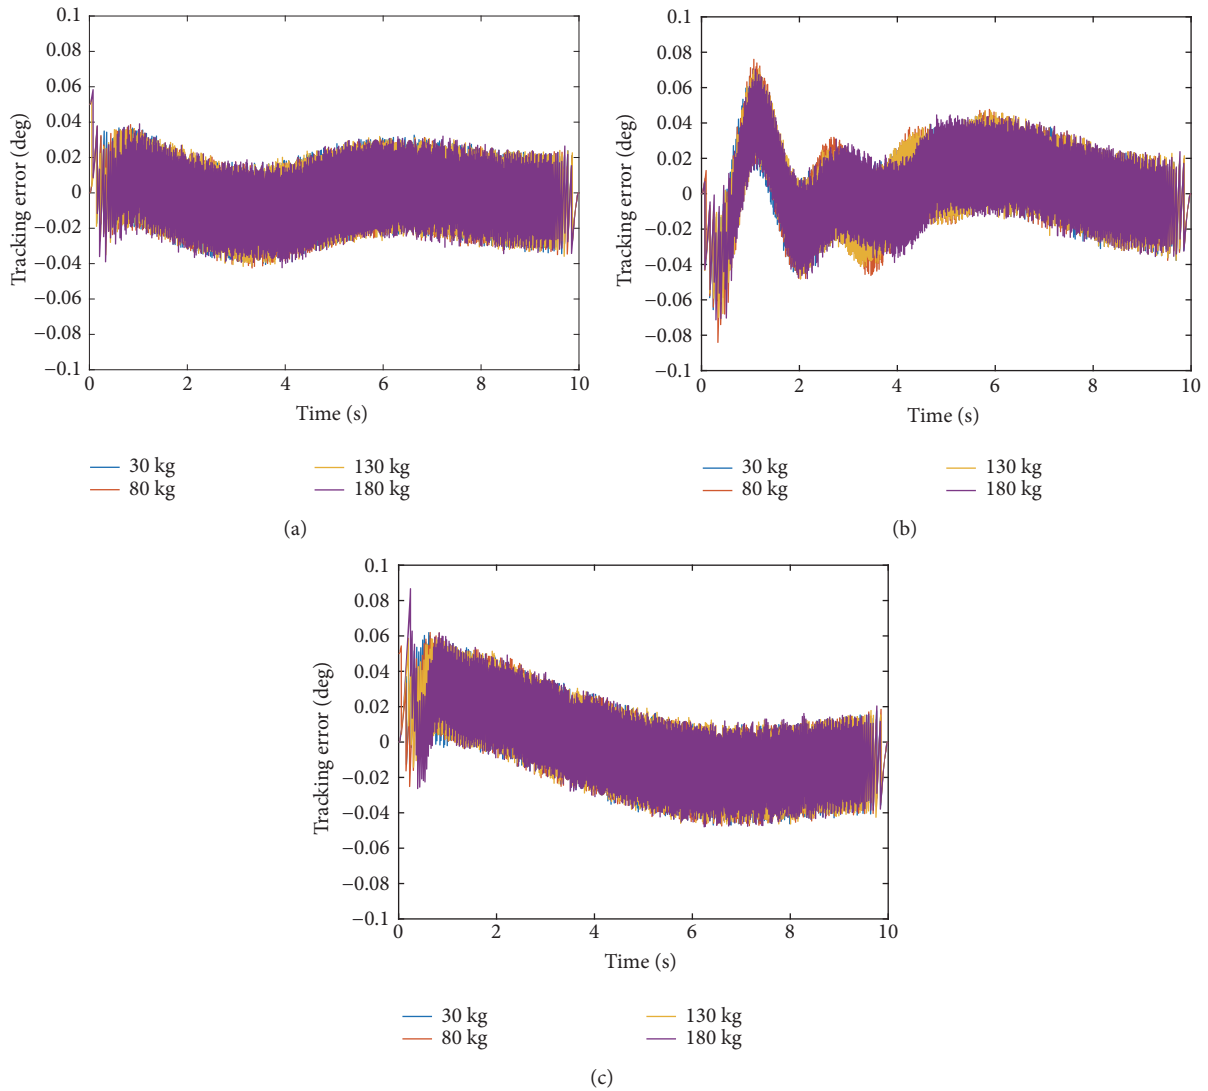 0.1
0.08
0.06
0.04
0.02
0
−0.02
−0.04
−0.06
−0.08
−0.1
Tracking error (deg)
0 2 4 6 8 10
Time (s)
30 kg 130 kg
80 kg 180 kg
(a)
0.1
0.08
0.06
0.04
0.02
0
−0.02
−0.04
−0.06
−0.08
−0.1
Tracking error (deg)
0 2 4 6 8 10
Time (s)
30 kg 130 kg
80 kg 180 kg
(b)
0.1
0.08
0.06
0.04
0.02
0
−0.02
−0.04
−0.06
−0.08
−0.1
Tracking error (deg)
0 2 4 6 8 10
Time (s)
30 kg 130 kg
80 kg 180 kg
(c)